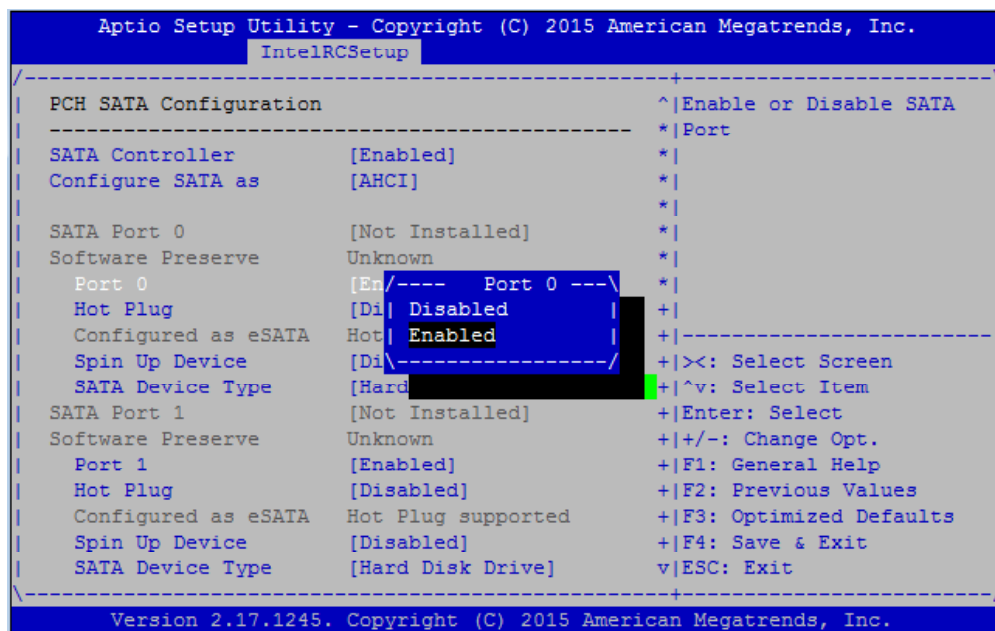 Aptio Setup Utility - Copyright (C) 2015 American Megatrends, Inc.
IntelRCSetup
/----------------------------------------------------+-------------------------\
| PCH SATA Configuration ^|Enable or Disable SATA
| ----------------------------------------------- *|Port
| SATA Controller [Enabled] *|
| Configure SATA as [AHCI] *|
| *|
| SATA Port 0 [Not Installed] *|
| Software Preserve Unknown *|
| Port 0 [En/---- Port 0 ---\ *|
| Hot Plug [Di| Disabled | +|
| Configured as eSATA Hot| Enabled | +|-------------------------
| Spin Up Device [Di\-----------------/ +|><: Select Screen
| SATA Device Type [Hard +|^v: Select Item
| SATA Port 1 [Not Installed] +|Enter: Select
| Software Preserve Unknown +|+/-: Change Opt.
| Port 1 [Enabled] +|F1: General Help
| Hot Plug [Disabled] +|F2: Previous Values
| Configured as eSATA Hot Plug supported +|F3: Optimized Defaults
| Spin Up Device [Disabled] +|F4: Save & Exit
| SATA Device Type [Hard Disk Drive] v|ESC: Exit
\----------------------------------------------------+-------------------------/
Version 2.17.1245. Copyright (C) 2015 American Megatrends, Inc.